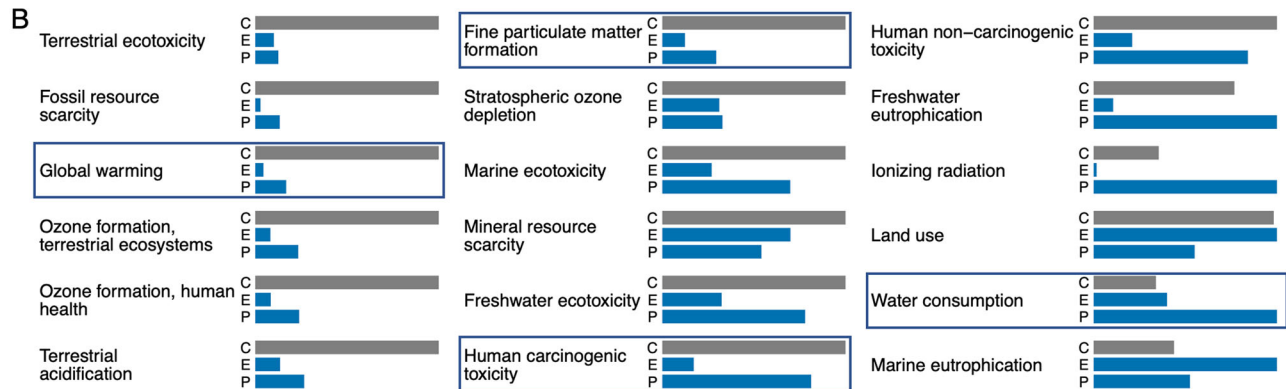 B
Terrestrial ecotoxicity
C
E
P
Fossil resource
scarcity
C
E
P
Global warming
C
E
P
Ozone formation,
terrestrial ecosystems
C
E
P
Ozone formation, human
health
C
E
P
Terrestrial
acidification
C
E
P
Fine particulate matter
formation
C
E
P
Stratospheric ozone
depletion
C
E
P
Marine ecotoxicity
C
E
P
Mineral resource
scarcity
C
E
P
Freshwater ecotoxicity
C
E
P
Human carcinogenic
toxicity
C
E
P
Human non−carcinogenic
toxicity
C
E
P
Freshwater
eutrophication
C
E
P
Ionizing radiation
C
E
P
Land use
C
E
P
Water consumption
C
E
P
Marine eutrophication
C
E
P